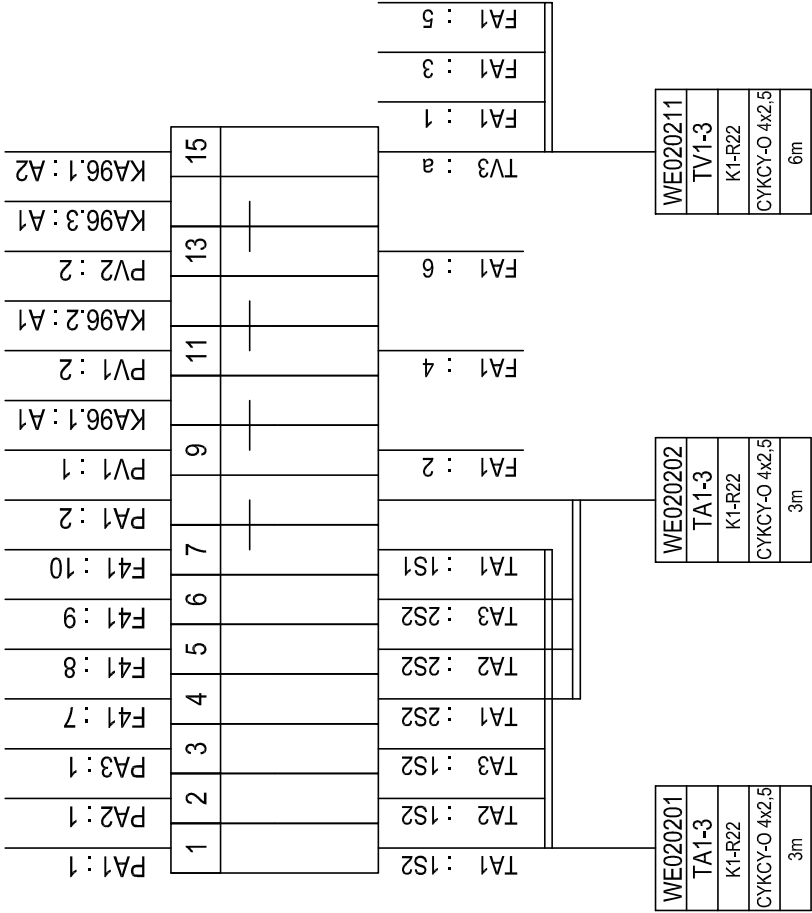 FA1 : 5
FA1 : 3
FA1 : 1
TV3 : a
FA1 : 6
FA1 : 4
FA1 : 2
TA1 : 1S1
TA3 : 2S2
TA2 : 2S2
TA1 : 2S2
TA3 : 1S2
TA2 : 1S2
TA1 : 1S2
15
13
11
9
7
6
5
4
3
2
1
KA96.1 : A2
KA96.3 : A1
PV2 : 2
KA96.2 : A1
PV1 : 2
KA96.1 : A1
PV1 : 1
PA1 : 2
F41 : 10
F41 : 9
F41 : 8
F41 : 7
PA3 : 1
PA2 : 1
PA1 : 1
WE020211
TV1-3
K1-R22
CYKCY-O 4x2,5
6m
WE020202
TA1-3
K1-R22
CYKCY-O 4x2,5
3m
WE020201
TA1-3
K1-R22
CYKCY-O 4x2,5
3m